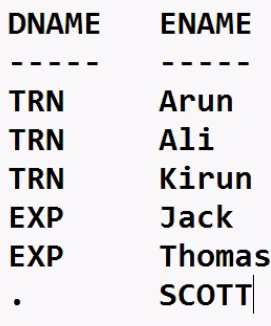 DNAME ENAME
----- -----
TRN Arun
TRN Ali
TRN Kirun
EXP Jack
EXP Thomas
. SCOTT